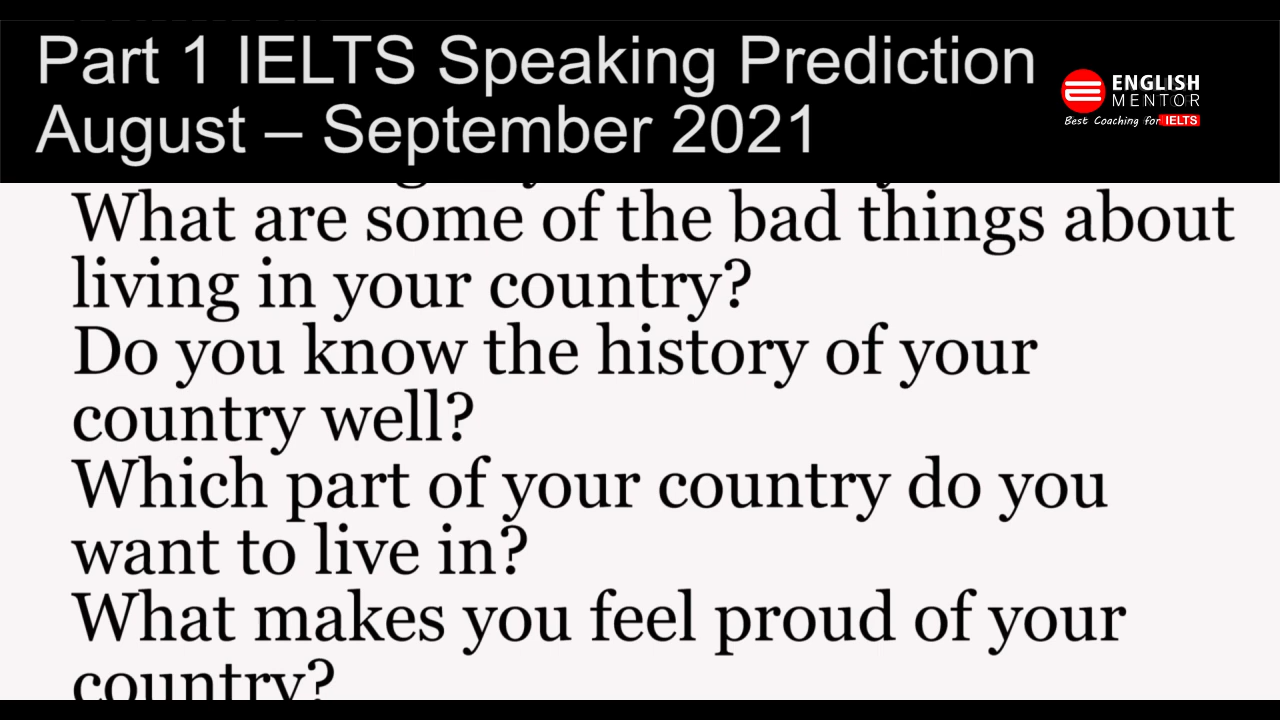 Part 1 IELTS Speaking Prediction
August – September 2021
ENGLISH
MENTOR
Best Coaching for IELTS
What are some of the bad things about
living in your country?
Do you know the history of your
country well?
Which part of your country do you
want to live in?
What makes you feel proud of your
country?